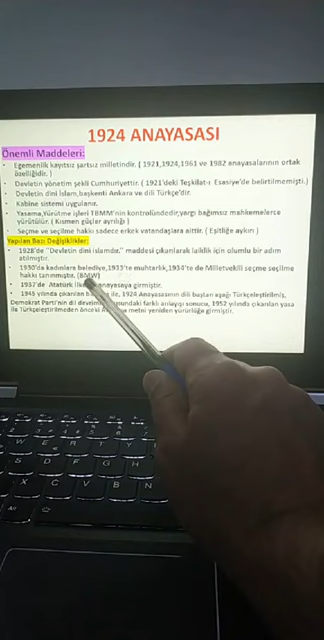 1924 ANAYASASI
Önemli Maddeleri:
Egemenlik kayıtsız şartsız milletindir. ( 1921,1924,1961 ve 1982 anayasalarının ortak
özelliğidir. )
Devletin yönetim şekli Cumhuriyettir. ( 1921'deki Teşkilat-ı Esasiye'de belirtilmemişti.)
Devletin dini İslam,başkenti Ankara ve dili Türkçe'dir.
Kabine sistemi uygulanır.
Yasama,Yürütme işleri TBMM'nin kontrolündedir,yargı bağımsız mahkemelerce
yürütülür. ( Kısmen güçler ayrılığı )
Seçme ve seçilme hakkı sadece erkek vatandaşlara aittir. ( Eşitliğe aykırı )
Yapılan Bazı Değişiklikler:
1928'de "Devletin dini islamdır." maddesi çıkarılarak laiklik için olumlu bir adım
atılmıştır.
1930'da kadınlara belediye,1933'te muhtarlık,1934'te de Milletvekili seçme seçilme
hakkı tanınmıştır. (BMW)
1937'de Atatürk anayasaya girmiştir.
1945 yılında çıkarılan ile, 1924 Anayasasının dili baştan aşağı Türkçeleştirilmiş,
Demokrat Parti'nin dil farklı anlayışı sonucu, 1952 yılında çıkarılan yasa
ile Türkçeleştirilmeden önceki metni yeniden yürürlüğe girmiştir.
W E R T Y
S D F G H
X C V B N